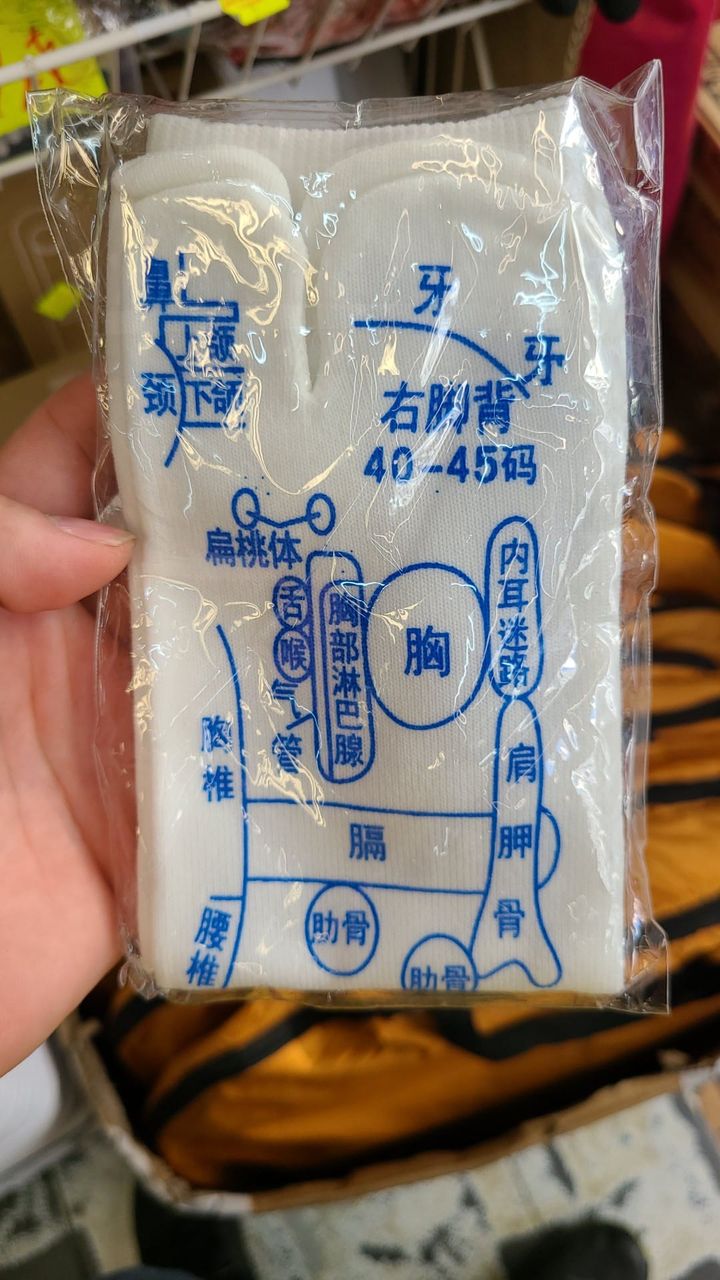 鼻
上颌
颈
下颌
牙
牙
右脚背
40-45码
扁桃体
舌
喉
气管
胸部淋巴腺
胸
内耳迷路
胸椎
膈
肩胛骨
腰椎
肋骨
肋骨